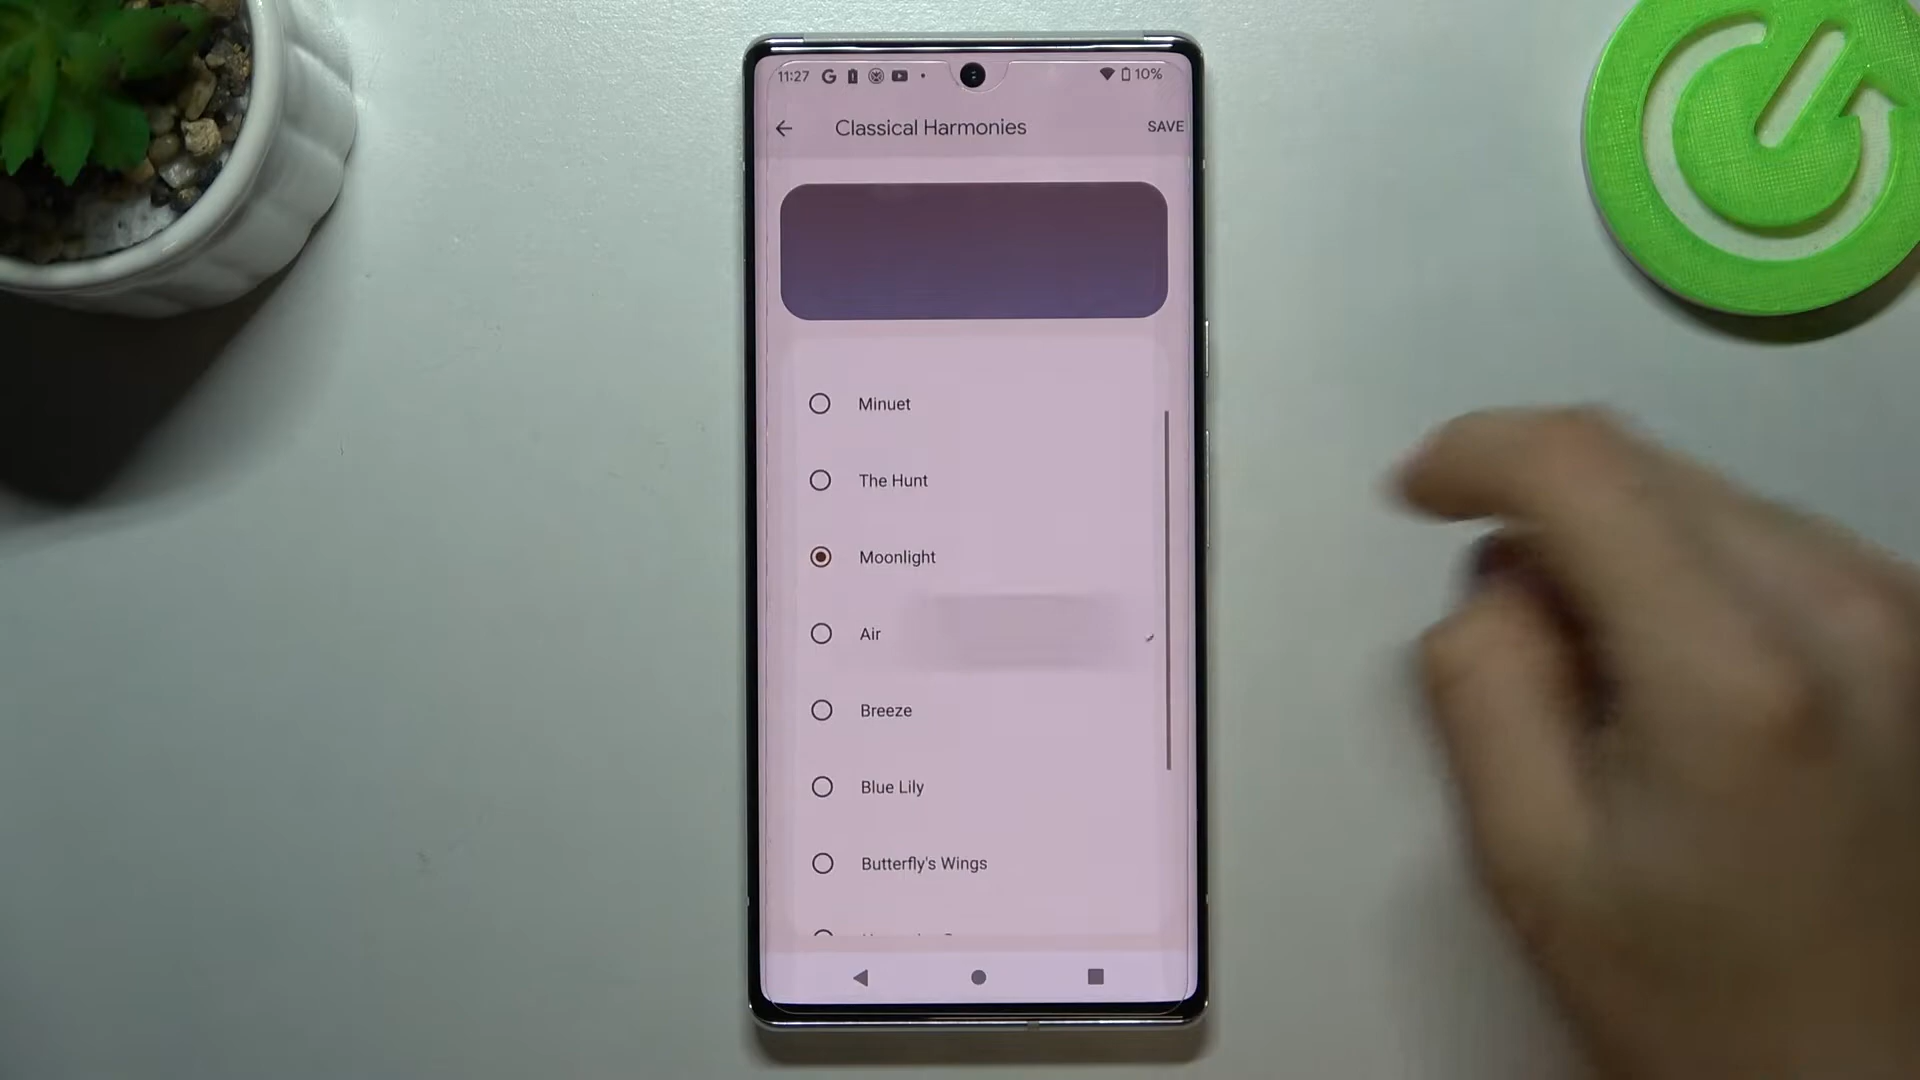 11:27
10%
Classical Harmonies
SAVE
Minuet
The Hunt
Moonlight
Air
Breeze
Blue Lily
Butterfly's Wings